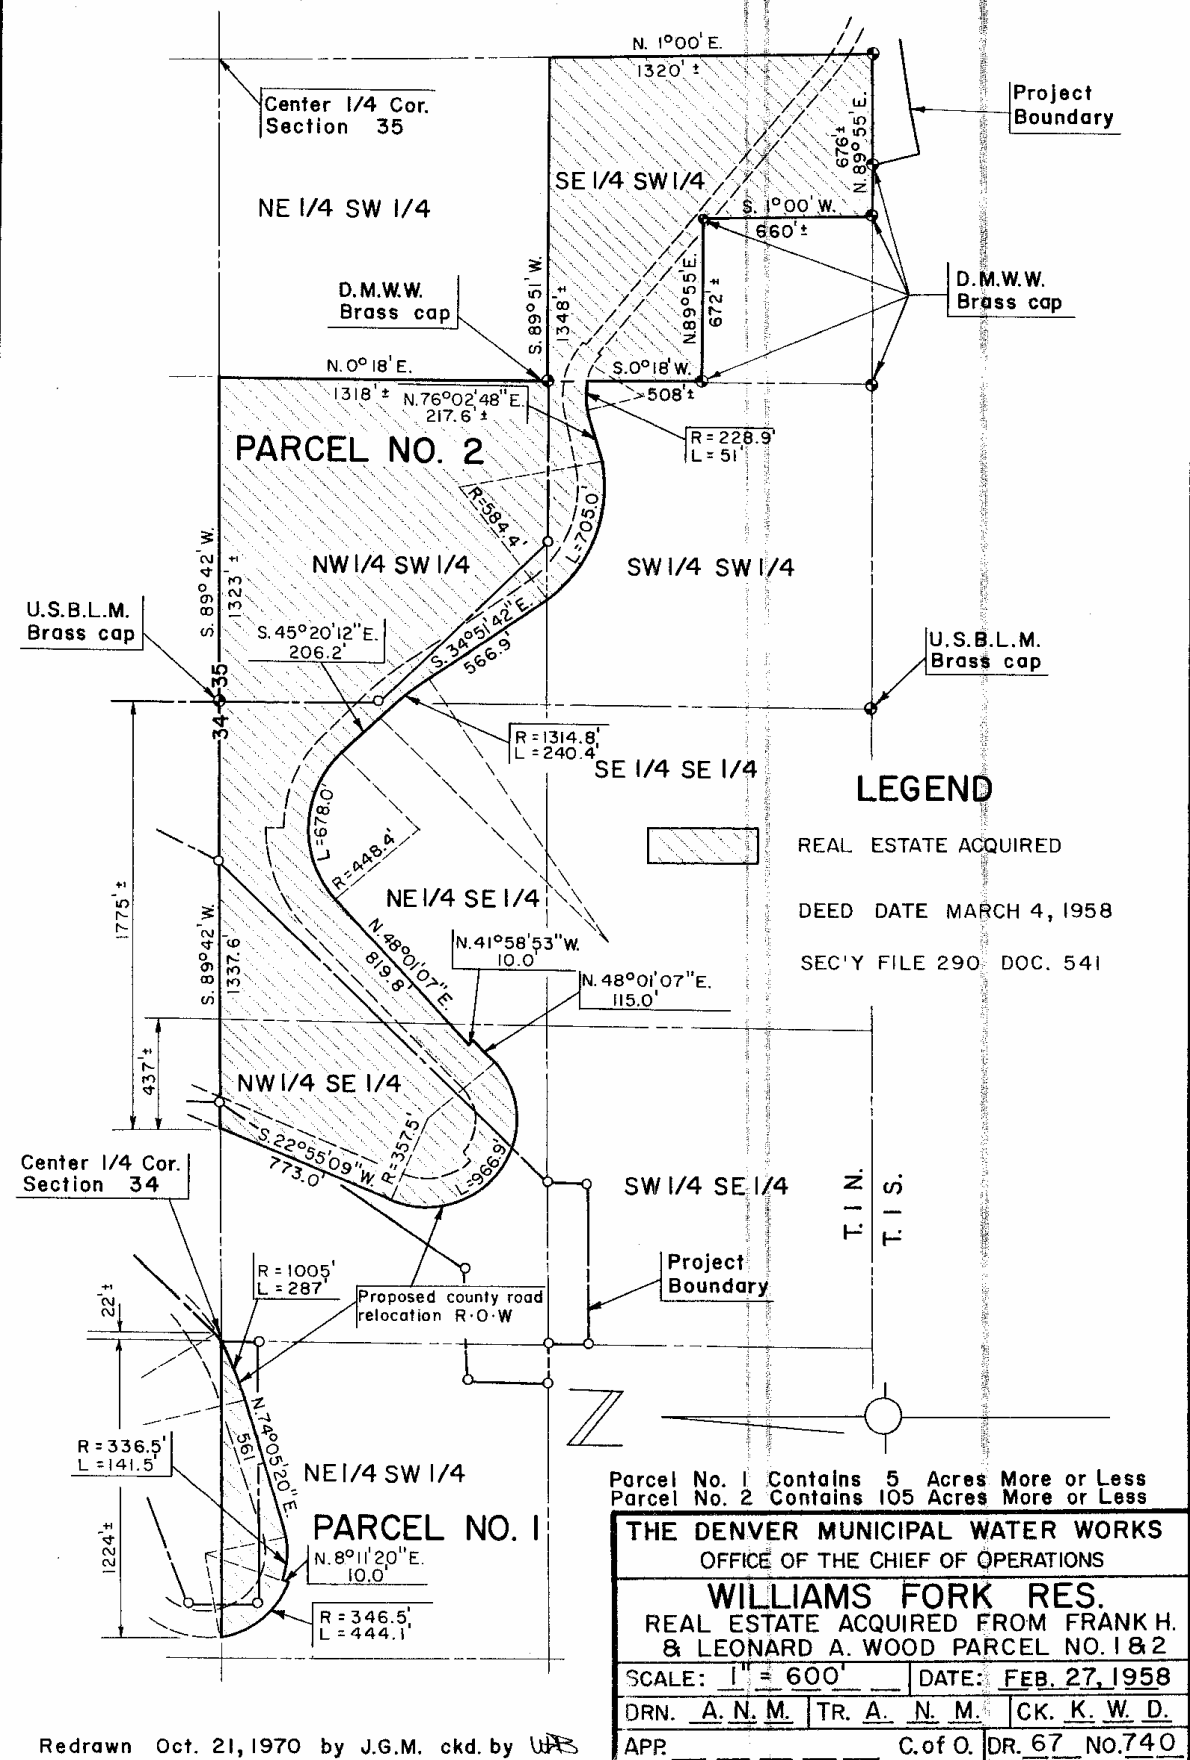 N. 1°00' E.
1320' ±
Center 1/4 Cor.
Section 35
Project
Boundary
676' ±
N. 89° 55' E.
SE 1/4 SW 1/4
NE 1/4 SW 1/4
S. 1°00' W.
660' ±
D.M.W.W.
Brass cap
S. 89° 51' W.
1348' ±
N. 89° 55' E.
672' ±
D.M.W.W.
Brass cap
N. 0° 18' E.
1318' ±
S. 0° 18' W.
508' ±
N. 76° 02' 48" E.
217.6' ±
R = 228.9'
L = 51'
PARCEL NO. 2
R = 584.4'
L = 705.0'
NW 1/4 SW 1/4
SW 1/4 SW 1/4
S. 89° 42' W.
1323' ±
U.S.B.L.M.
Brass cap
S. 45° 20' 12" E.
206.2'
S. 34° 51' 42" E.
566.9'
U.S.B.L.M.
Brass cap
35
34
R = 1314.8'
L = 240.4'
SE 1/4 SE 1/4
LEGEND
REAL ESTATE ACQUIRED
DEED DATE MARCH 4, 1958
SEC'Y FILE 290 DOC. 541
L = 678.0'
R = 448.4'
NE 1/4 SE 1/4
1775' ±
S. 89° 42' W.
1337.6'
N. 48° 01' 07" E.
819.8'
N. 41° 58' 53" W.
10.0'
N. 48° 01' 07" E.
115.0'
437' ±
NW 1/4 SE 1/4
S. 22° 55' 09" W.
773.0'
R = 357.5'
L = 966.9'
Center 1/4 Cor.
Section 34
SW 1/4 SE 1/4
T. 1 N.
T. 1 S.
R = 1005'
L = 287'
Proposed county road
relocation R·O·W
Project
Boundary
22' ±
1224' ±
R = 336.5'
L = 141.5'
N. 74° 05' 20" E.
561
NE 1/4 SW 1/4
PARCEL NO. 1
N. 8° 11' 20" E.
10.0'
R = 346.5'
L = 444.1'
N
Parcel No. 1 Contains 5 Acres More or Less
Parcel No. 2 Contains 105 Acres More or Less
THE DENVER MUNICIPAL WATER WORKS
OFFICE OF THE CHIEF OF OPERATIONS
WILLIAMS FORK RES.
REAL ESTATE ACQUIRED FROM FRANK H.
& LEONARD A. WOOD PARCEL NO. 1 & 2
SCALE: 1" = 600' DATE: FEB. 27, 1958
DRN. A. N. M. TR. A. N. M. CK. K. W. D.
APP. C. of O. DR. 67 NO. 740
Redrawn Oct. 21, 1970 by J.G.M. ckd. by